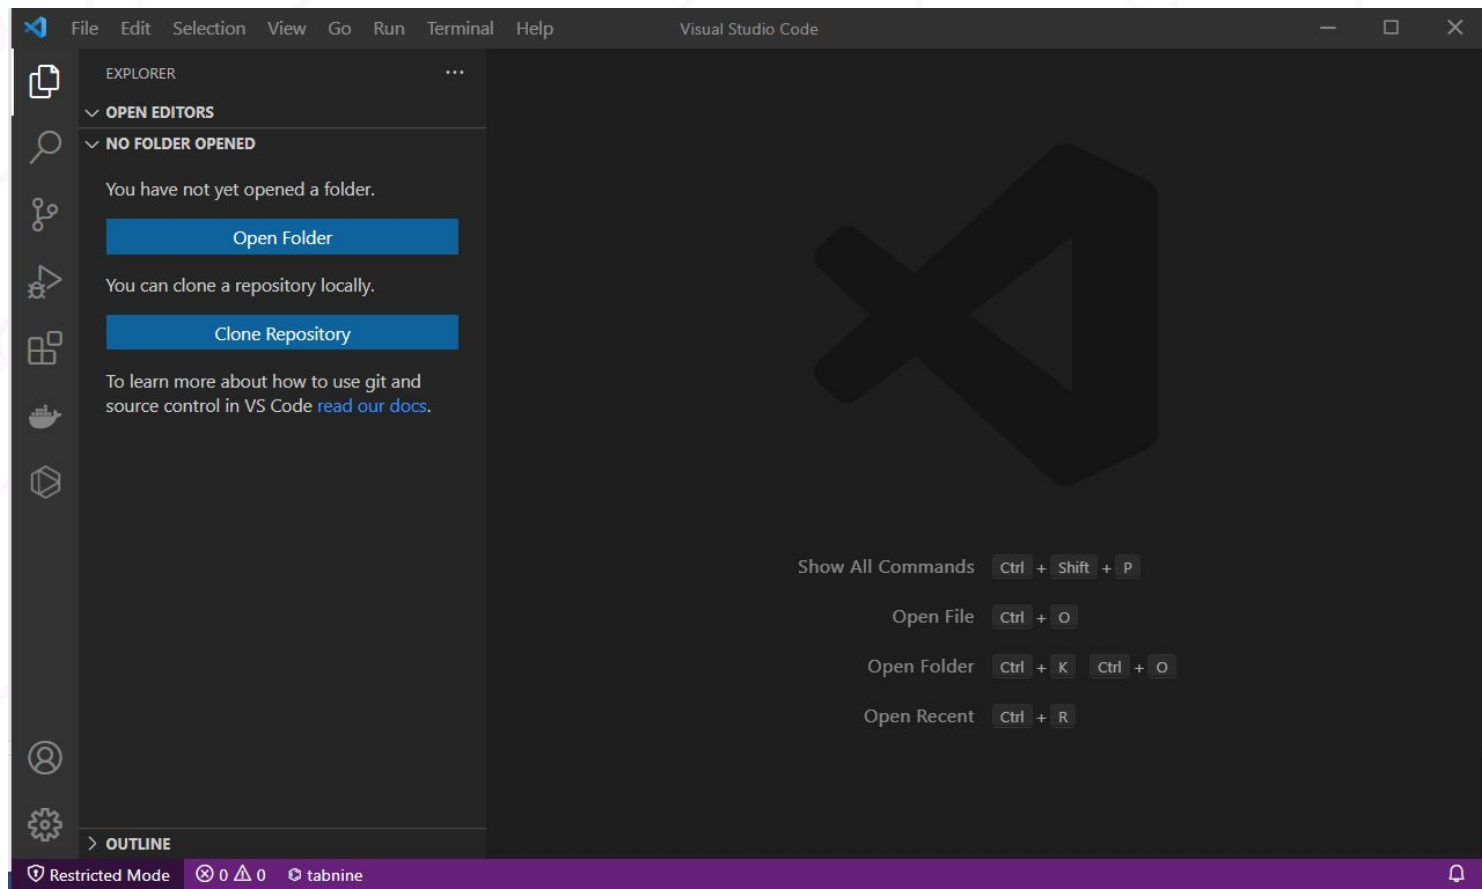 File Edit Selection View Go Run Terminal Help Visual Studio Code
EXPLORER
OPEN EDITORS
NO FOLDER OPENED
You have not yet opened a folder.
Open Folder
You can clone a repository locally.
Clone Repository
To learn more about how to use git and
source control in VS Code read our docs.
Show All Commands Ctrl + Shift + P
Open File Ctrl + O
Open Folder Ctrl + K Ctrl + O
Open Recent Ctrl + R
OUTLINE
Restricted Mode 0 0 tabnine